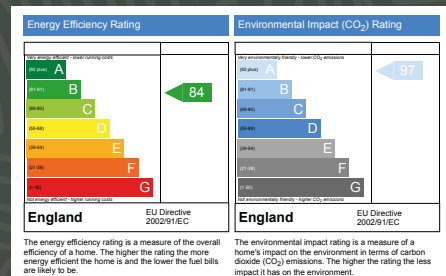 Energy Efficiency Rating
Very energy efficient - lower running costs
(92 plus) A
(81-91) B
84
(69-80) C
(55-68) D
(39-54) E
(21-38) F
(1-20) G
Not energy efficient - higher running costs
England
EU Directive
2002/91/EC
The energy efficiency rating is a measure of the overall
efficiency of a home. The higher the rating the more
energy efficient the home is and the lower the fuel bills
are likely to be.
Environmental Impact (CO2) Rating
Very environmentally friendly - lower CO2 emissions
(92 plus) A
97
(81-91) B
(69-80) C
(55-68) D
(39-54) E
(21-38) F
(1-20) G
Not environmentally friendly - higher CO2 emissions
England
EU Directive
2002/91/EC
The environmental impact rating is a measure of a
home's impact on the environment in terms of carbon
dioxide (CO2) emissions. The higher the rating the less
impact it has on the environment.